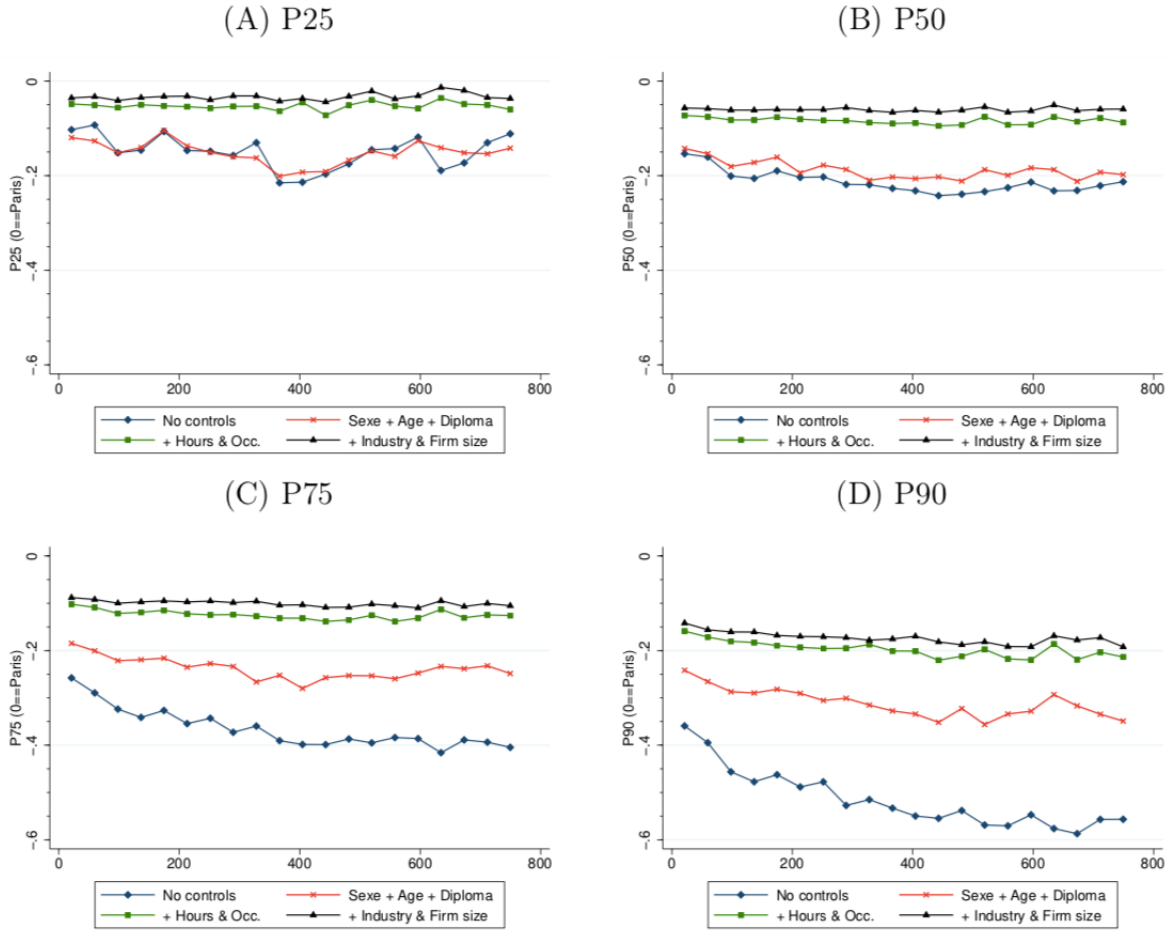 (A) P25
P25 (0==Paris)
0
-.2
-.4
-.6
0 200 400 600 800
No controls
Sexe + Age + Diploma
+ Hours & Occ.
+ Industry & Firm size
(B) P50
P50 (0==Paris)
0
-.2
-.4
-.6
0 200 400 600 800
No controls
Sexe + Age + Diploma
+ Hours & Occ.
+ Industry & Firm size
(C) P75
P75 (0==Paris)
0
-.2
-.4
-.6
0 200 400 600 800
No controls
Sexe + Age + Diploma
+ Hours & Occ.
+ Industry & Firm size
(D) P90
P90 (0==Paris)
0
-.2
-.4
-.6
0 200 400 600 800
No controls
Sexe + Age + Diploma
+ Hours & Occ.
+ Industry & Firm size